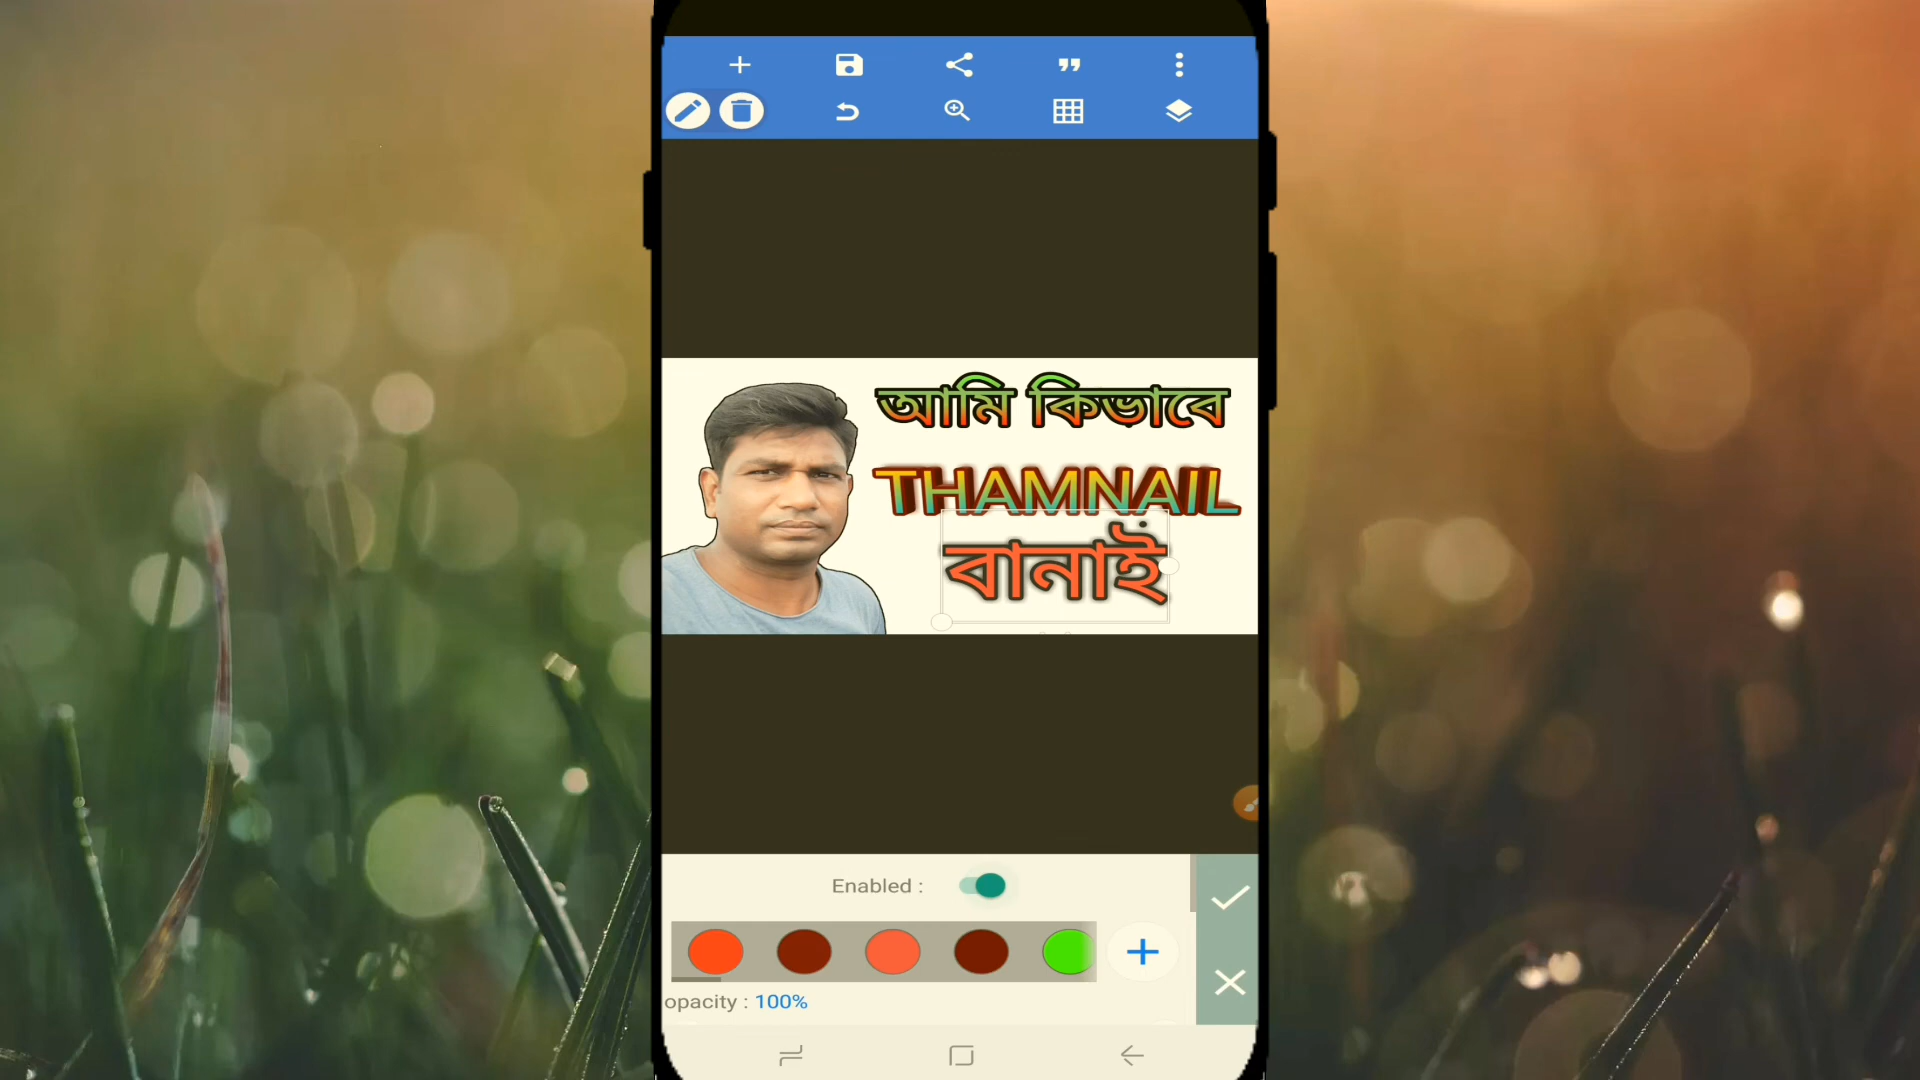 আমি কিভাবে
THAMNAIL
বানাই
Enabled :
opacity : 100%